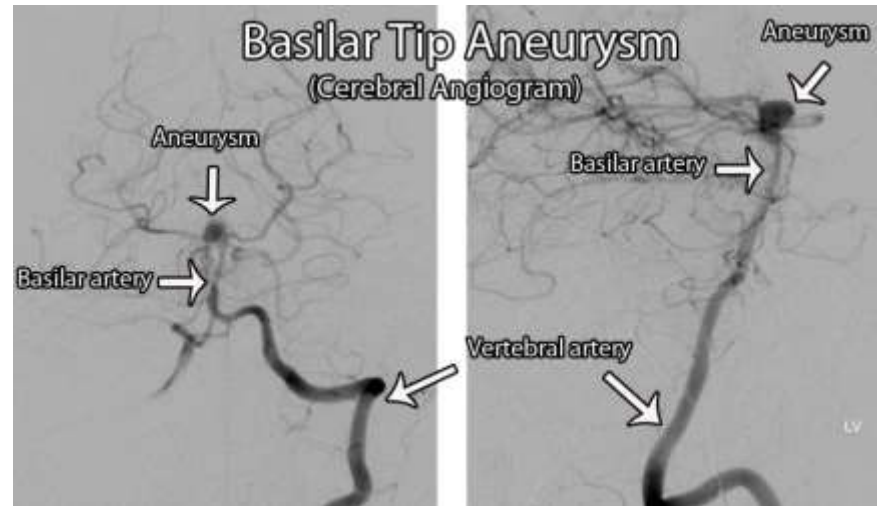 Basilar Tip Aneurysm
(Cerebral Angiogram)
Aneurysm
Basilar artery
Aneurysm
Basilar artery
Vertebral artery
LV